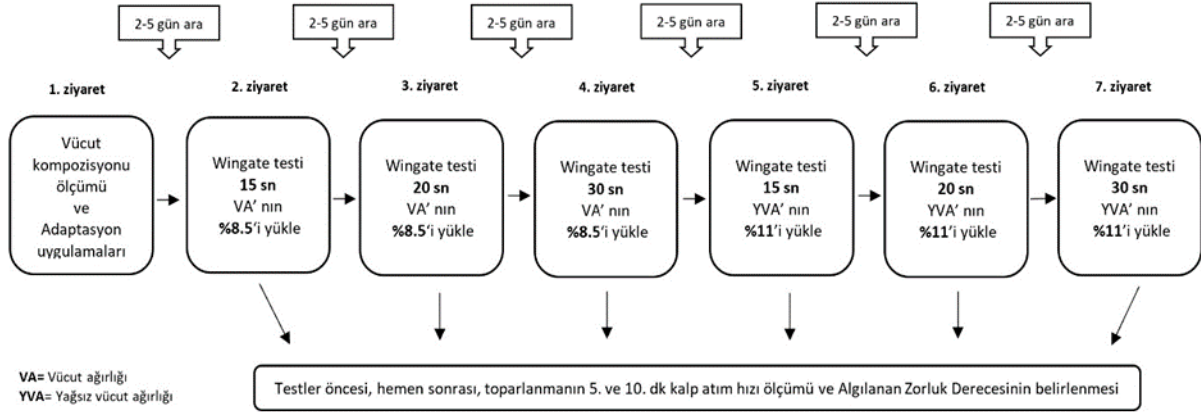 2-5 gün ara
2-5 gün ara
2-5 gün ara
2-5 gün ara
2-5 gün ara
2-5 gün ara
1. ziyaret
2. ziyaret
3. ziyaret
4. ziyaret
5. ziyaret
6. ziyaret
7. ziyaret
Vücut
kompozisyonu
ölçümü
ve
Adaptasyon
uygulamaları
Wingate testi
15 sn
VA’ nın
%8.5‘i yükle
Wingate testi
20 sn
VA’ nın
%8.5‘i yükle
Wingate testi
30 sn
VA’ nın
%8.5‘i yükle
Wingate testi
15 sn
YVA’ nın
%11’i yükle
Wingate testi
20 sn
YVA’ nın
%11’i yükle
Wingate testi
30 sn
YVA’ nın
%11’i yükle
VA= Vücut ağırlığı
YVA= Yağsız vücut ağırlığı
Testler öncesi, hemen sonrası, toparlanmanın 5. ve 10. dk kalp atım hızı ölçümü ve Algılanan Zorluk Derecesinin belirlenmesi